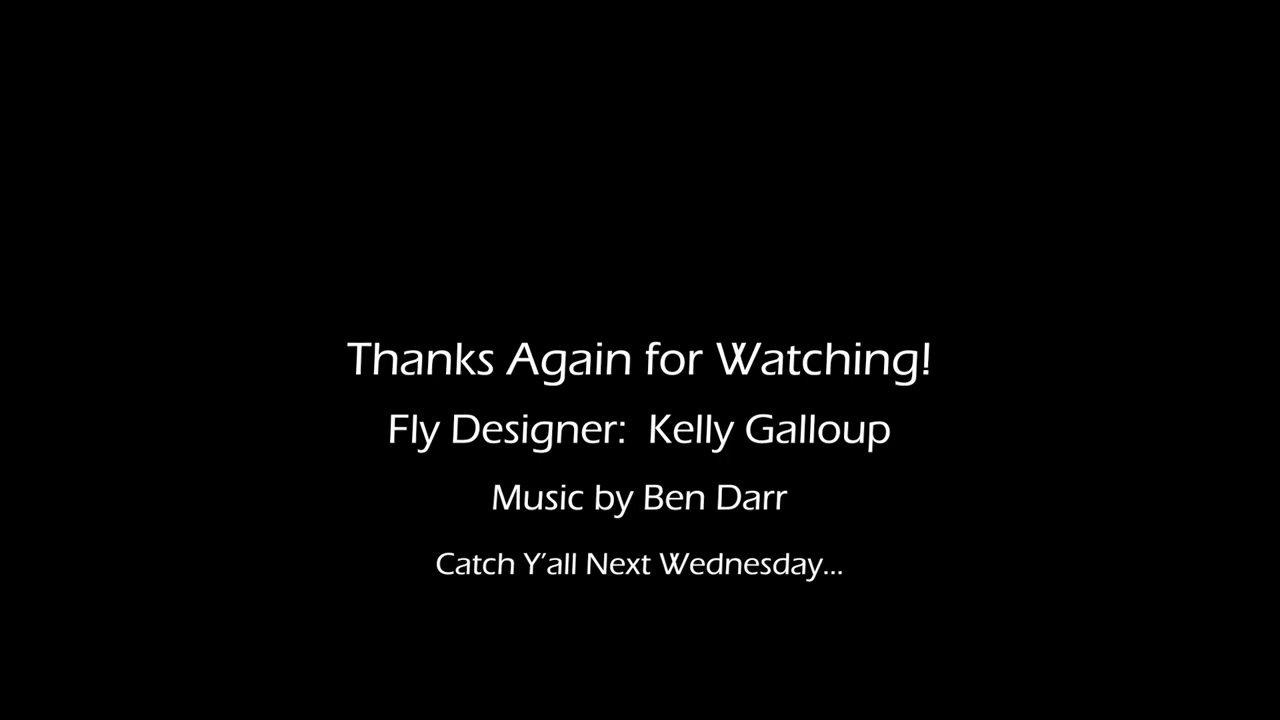 Thanks Again for Watching!
Fly Designer:  Kelly Galloup
Music by Ben Darr
Catch Y’all Next Wednesday...